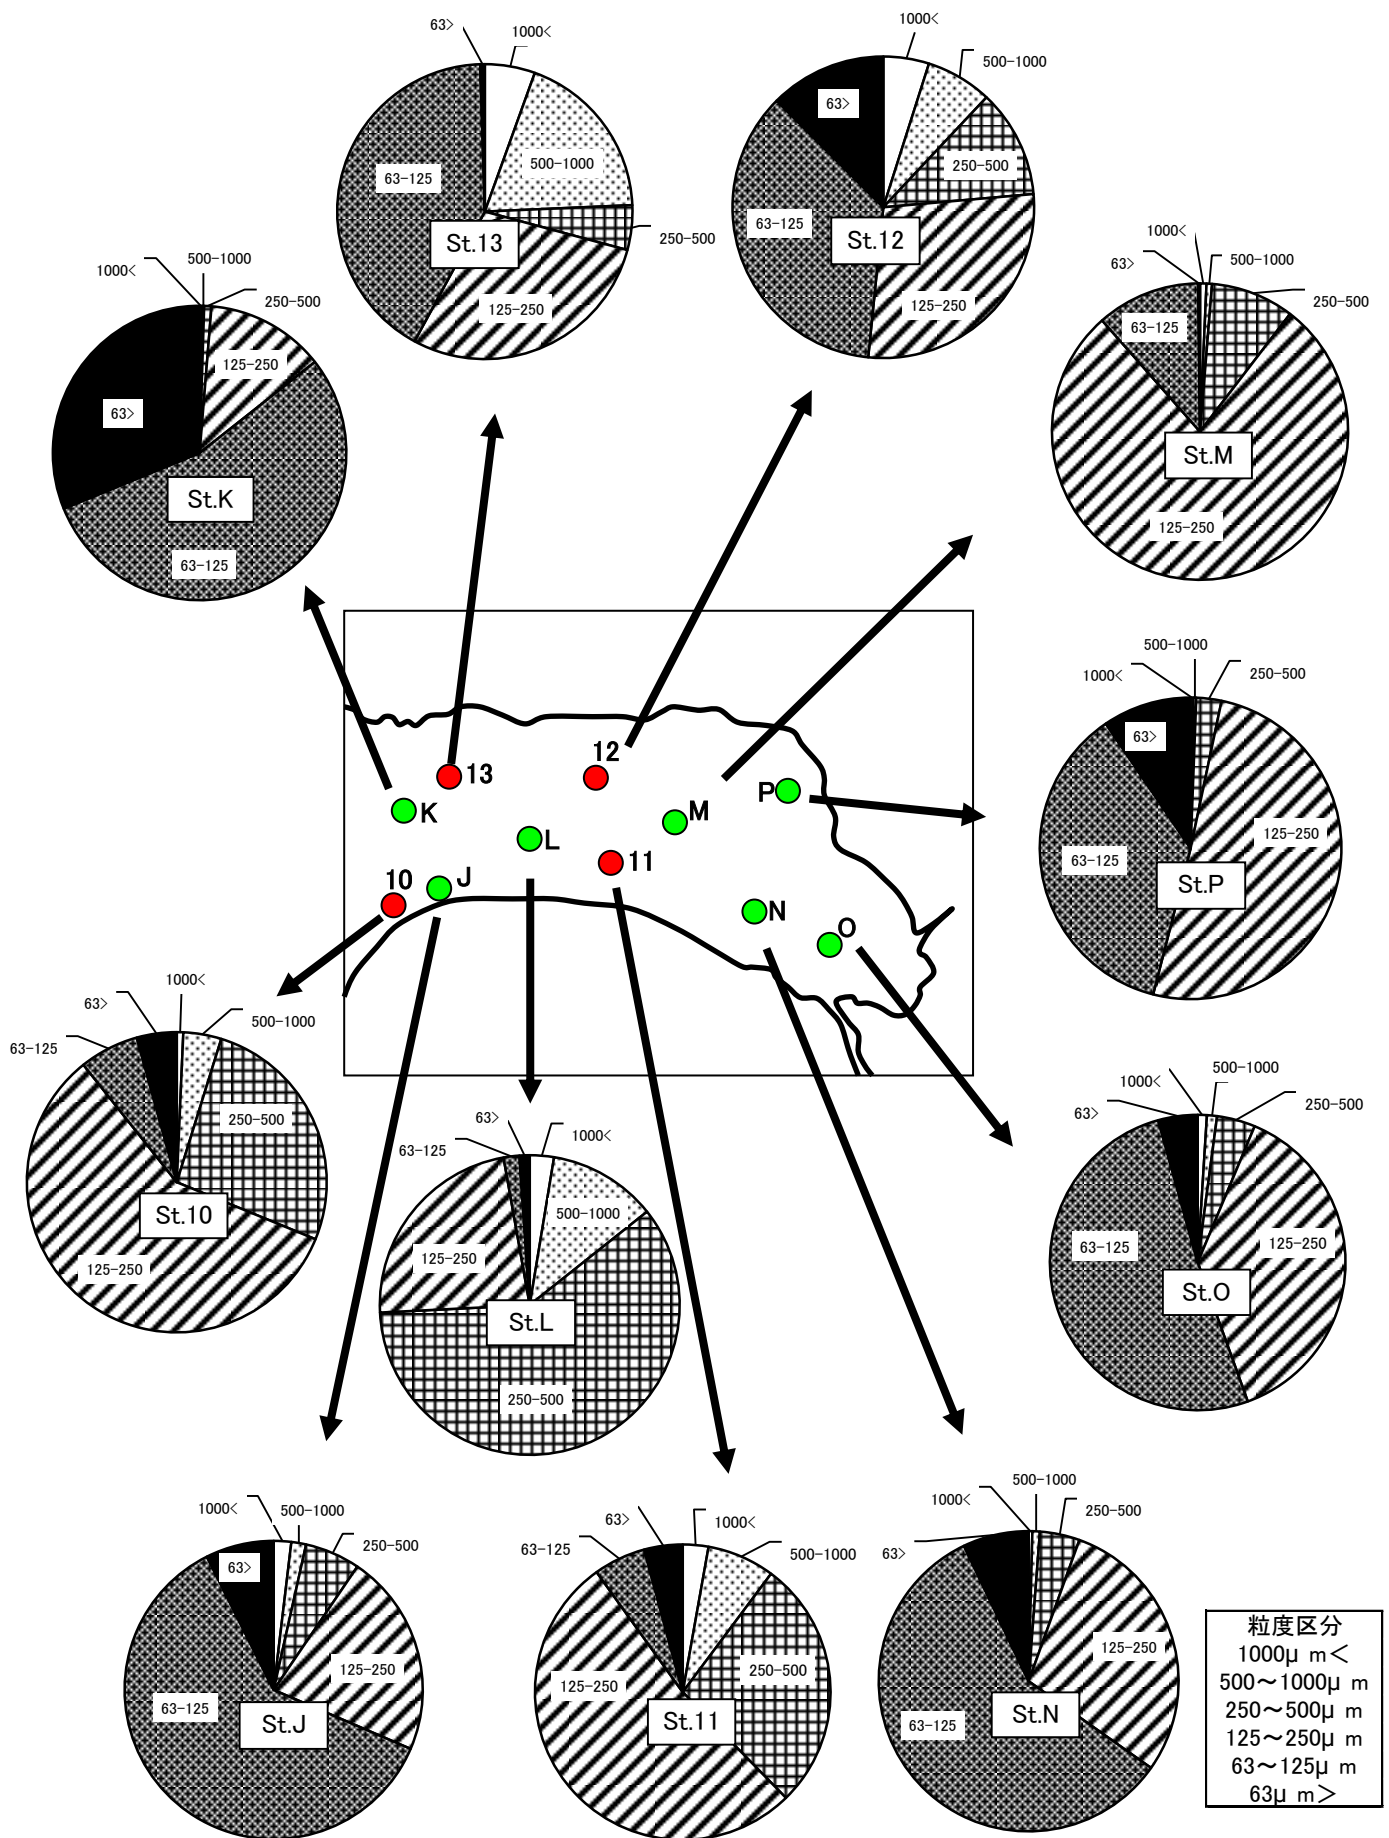 63>
1000<
500-1000
63-125
250-500
125-250
St.13
1000<
500-1000
63>
250-500
63-125
125-250
St.12
1000<
500-1000
250-500
125-250
63>
63-125
St.K
1000<
63>
500-1000
250-500
63-125
125-250
St.M
500-1000
1000<
250-500
63>
125-250
63-125
St.P
13
12
K
L
M
P
11
10
J
N
O
1000<
63>
500-1000
63-125
250-500
125-250
St.10
63>
1000<
63-125
500-1000
125-250
250-500
St.L
500-1000
1000<
250-500
63>
63-125
125-250
St.O
1000<
500-1000
250-500
63>
125-250
63-125
St.J
63>
1000<
63-125
500-1000
250-500
125-250
St.11
500-1000
1000<
250-500
63>
125-250
63-125
St.N
粒度区分
1000μ m<
500～1000μ m
250～500μ m
125～250μ m
63～125μ m
63μ m>